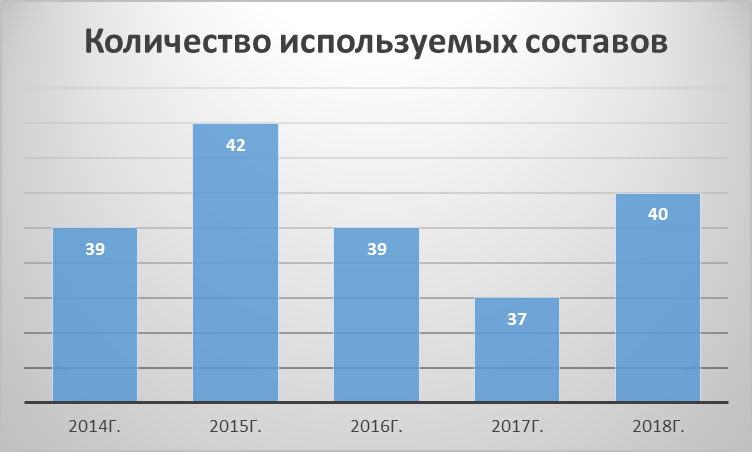 Количество используемых составов
42
40
39
39
37
2014Г.
2015Г.
2016Г.
2017Г.
2018Г.